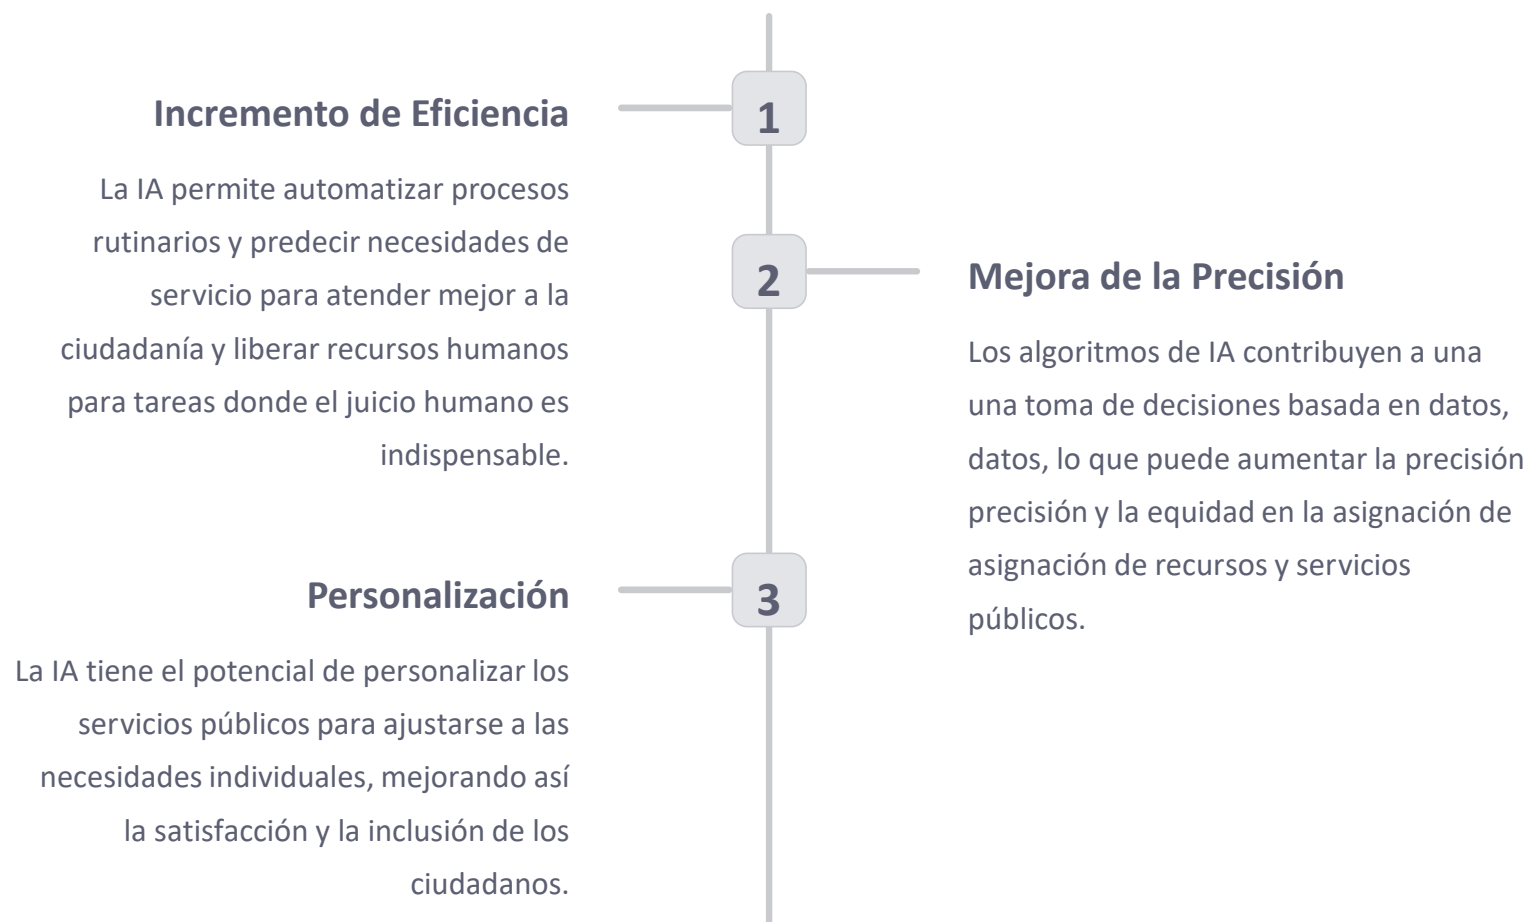 1
Incremento de Eficiencia
La IA permite automatizar procesos
rutinarios y predecir necesidades de
servicio para atender mejor a la
ciudadanía y liberar recursos humanos
para tareas donde el juicio humano es
indispensable.
2
Mejora de la Precisión
Los algoritmos de IA contribuyen a una
una toma de decisiones basada en datos,
datos, lo que puede aumentar la precisión
precisión y la equidad en la asignación de
asignación de recursos y servicios
públicos.
3
Personalización
La IA tiene el potencial de personalizar los
servicios públicos para ajustarse a las
necesidades individuales, mejorando así
la satisfacción y la inclusión de los
ciudadanos.